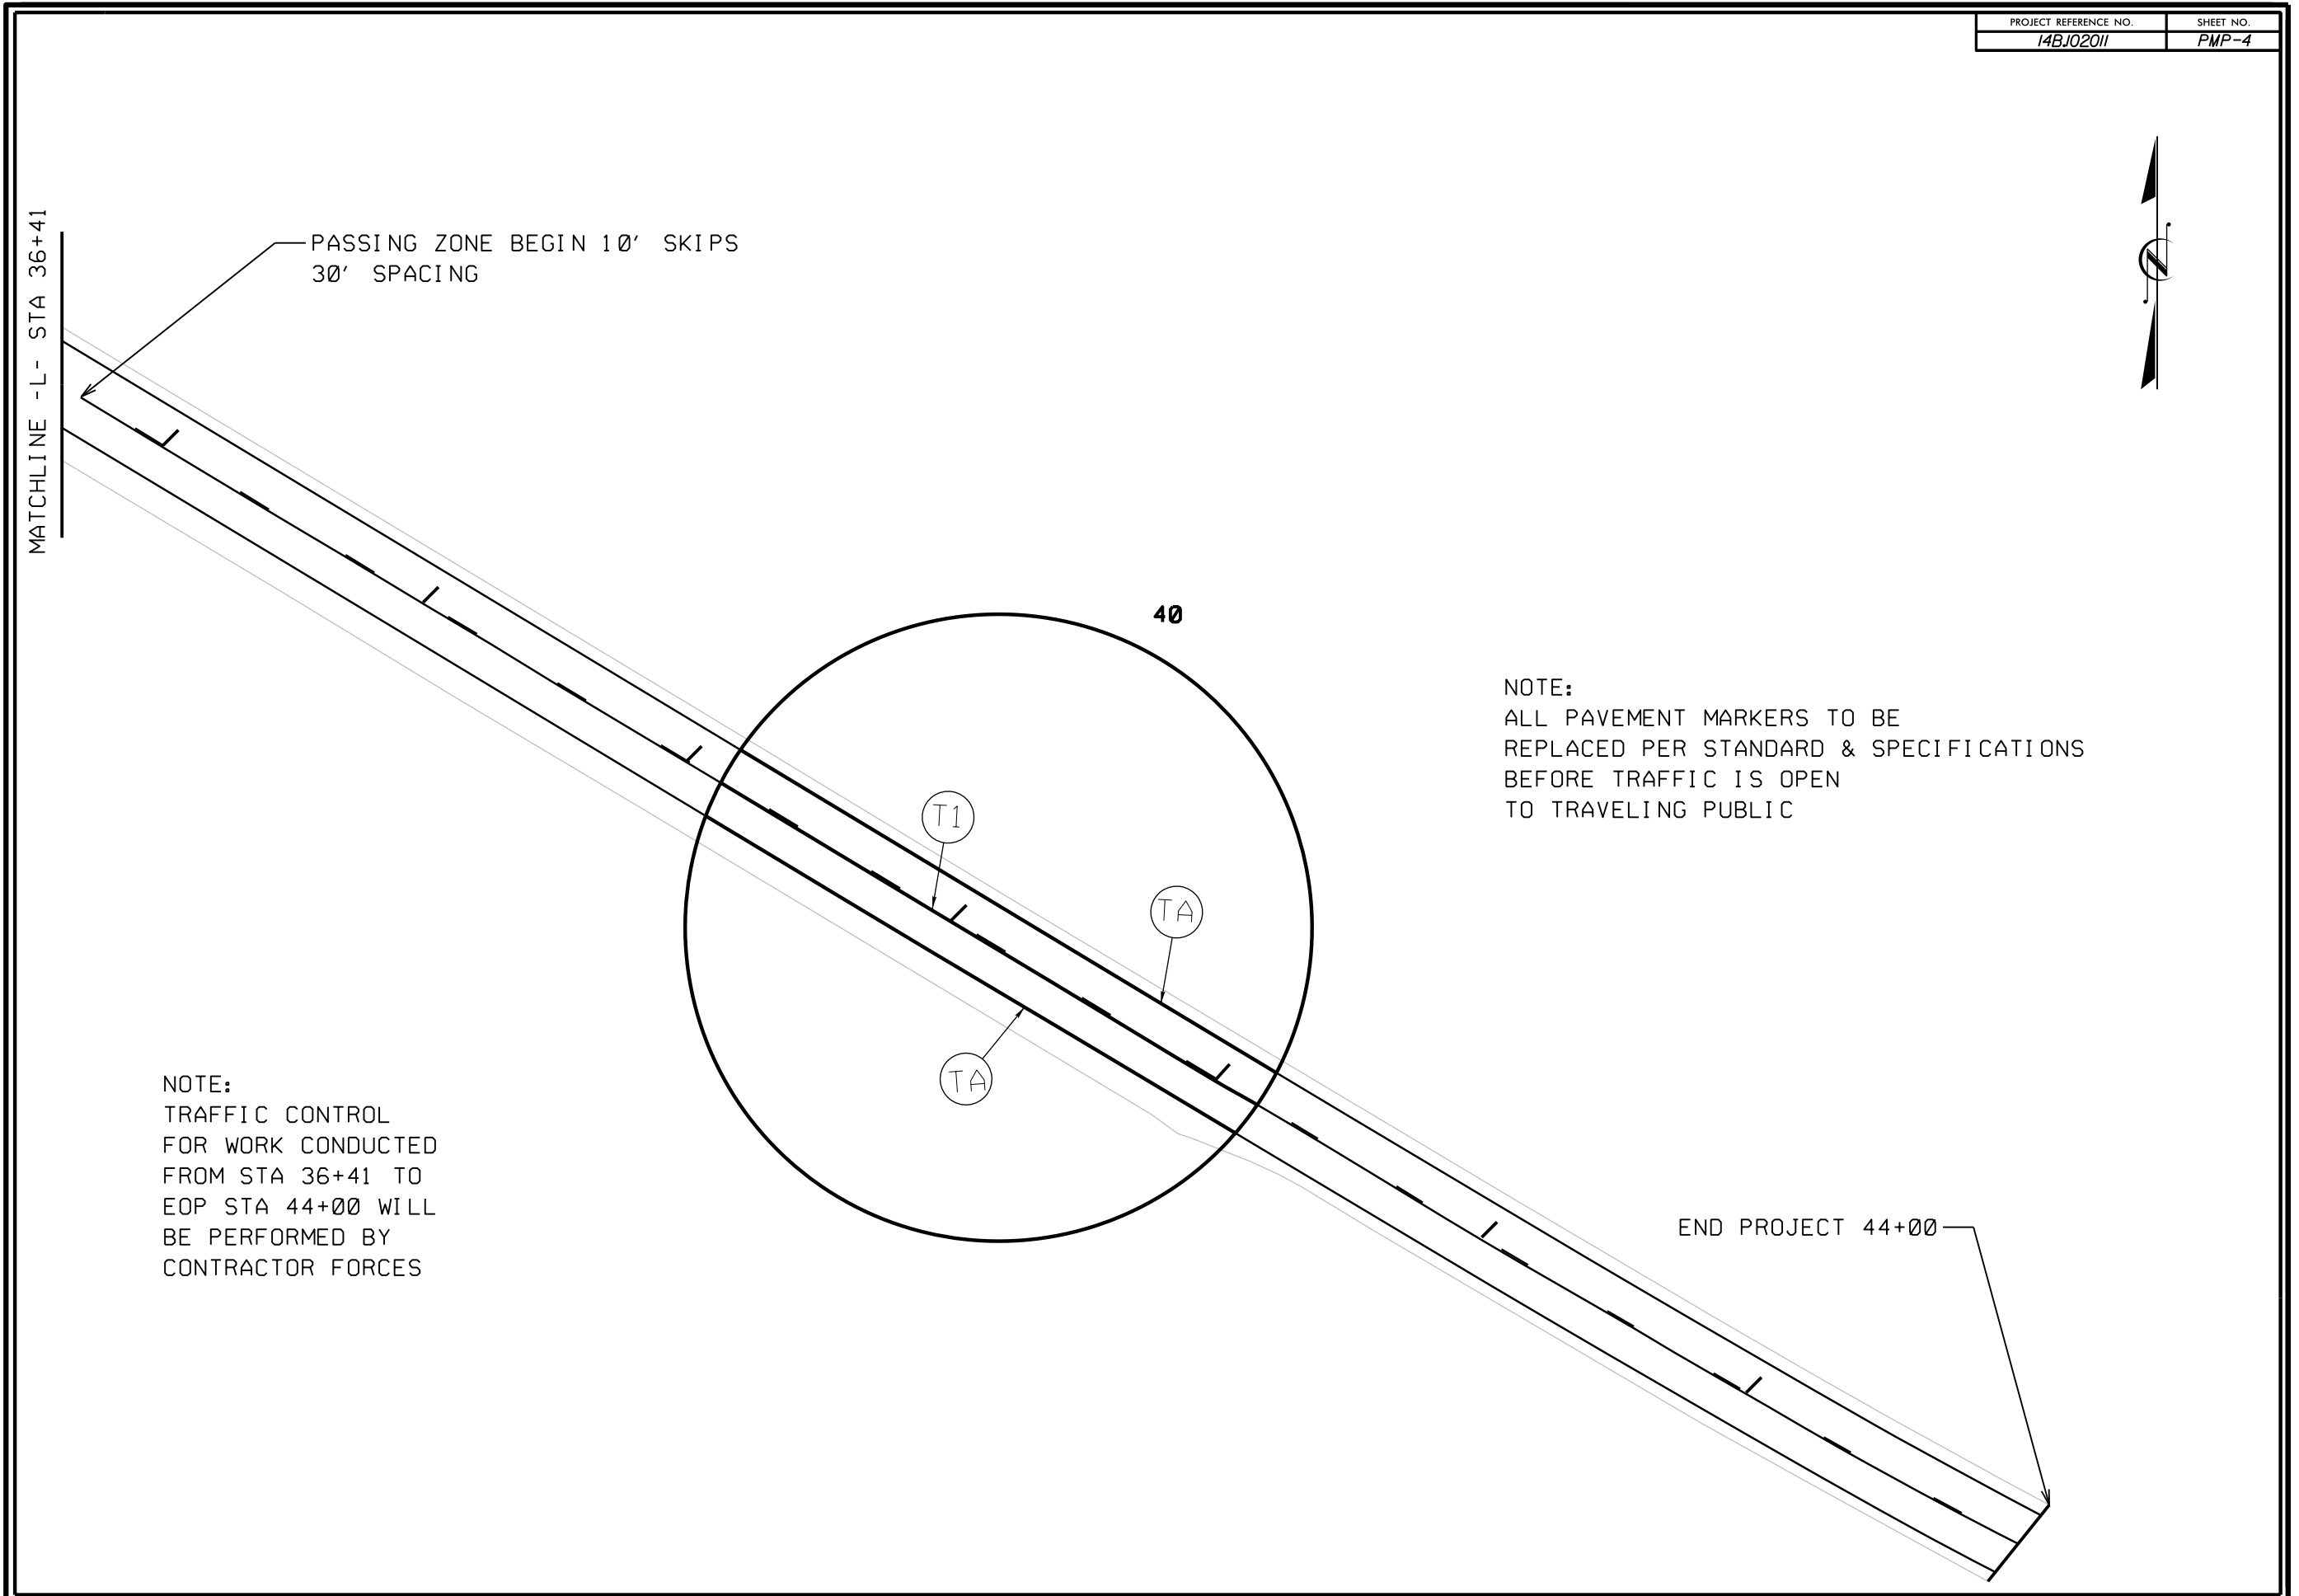 PROJECT REFERENCE NO.
SHEET NO.
14BJ02011
PMP-4
MATCHLINE -L- STA 36+41
PASSING ZONE BEGIN 10' SKIPS
30' SPACING
40
NOTE:
ALL PAVEMENT MARKERS TO BE
REPLACED PER STANDARD & SPECIFICATIONS
BEFORE TRAFFIC IS OPEN
TO TRAVELING PUBLIC
T1
TA
TA
NOTE:
TRAFFIC CONTROL
FOR WORK CONDUCTED
FROM STA 36+41 TO
EOP STA 44+00 WILL
BE PERFORMED BY
CONTRACTOR FORCES
END PROJECT 44+00